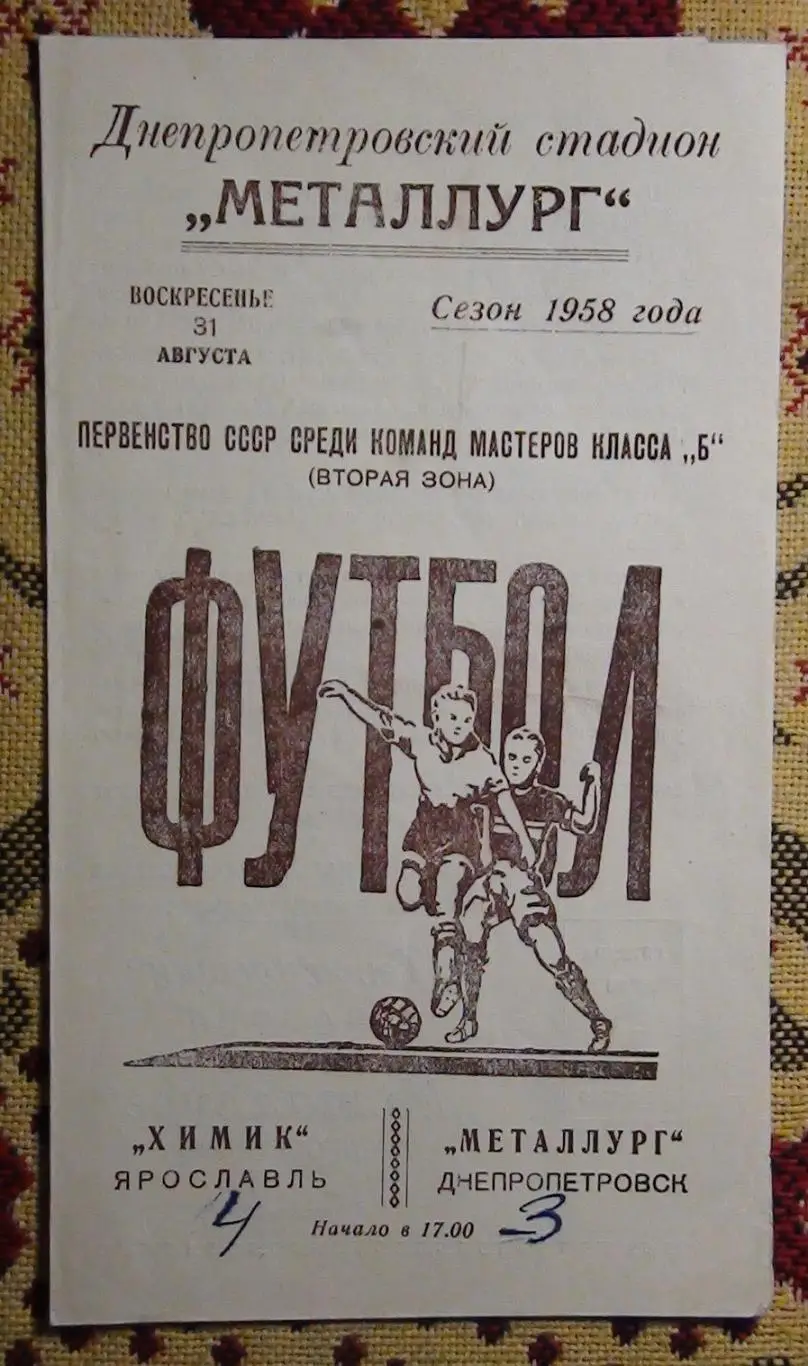 Днепропетровский стадион
„МЕТАЛЛУРГ“
ВОСКРЕСЕНЬЕ
31
АВГУСТА
Сезон 1958 года
ПЕРВЕНСТВО СССР СРЕДИ КОМАНД МАСТЕРОВ КЛАССА „Б“
(ВТОРАЯ ЗОНА)
ФУТБОЛ
„ХИМИК“
ЯРОСЛАВЛЬ
„МЕТАЛЛУРГ“
ДНЕПРОПЕТРОВСК
4 – 3
Начало в 17.00